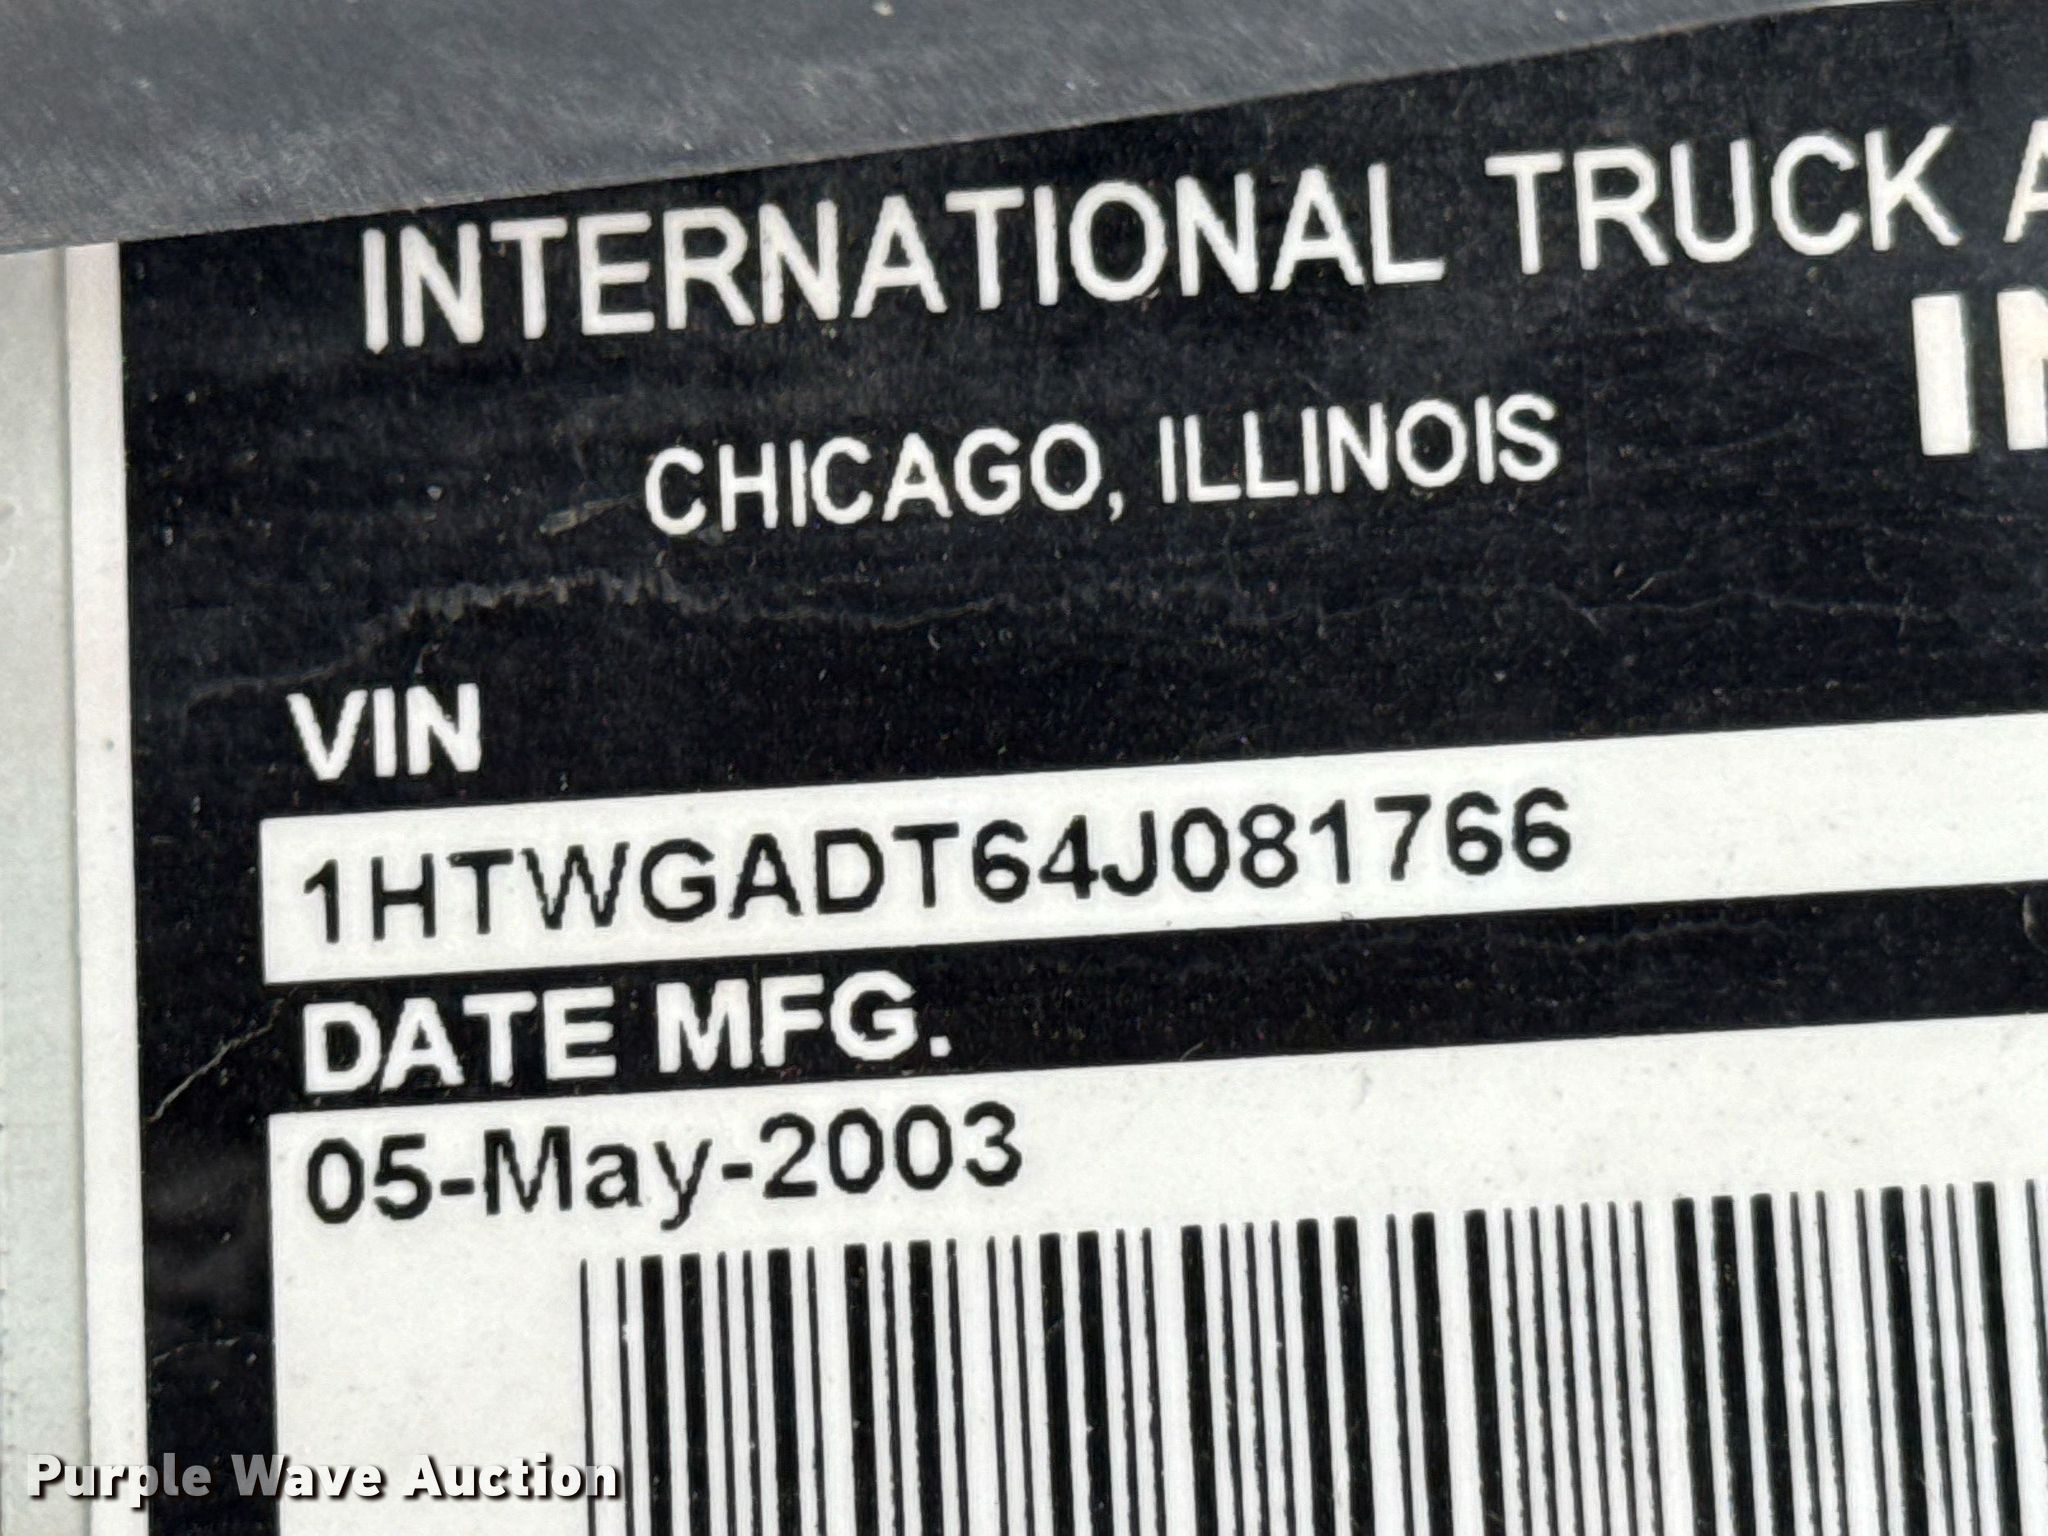 INTERNATIONAL TRUCK A
CHICAGO, ILLINOIS
IN
VIN
1HTWGADT64J081766
DATE MFG.
05-May-2003
Purple Wave Auction